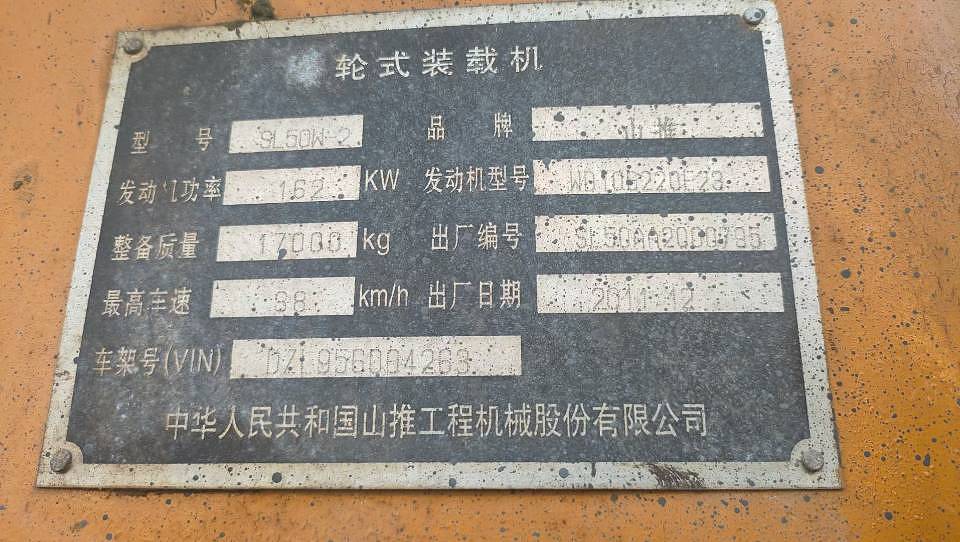 轮式装载机
型 号 SL50W-2 品 牌 山推
发动机功率 162 KW 发动机型号
整备质量 17000 kg 出厂编号
最高车速 38 km/h 出厂日期 2011.12
车架号(VIN)
中华人民共和国山推工程机械股份有限公司